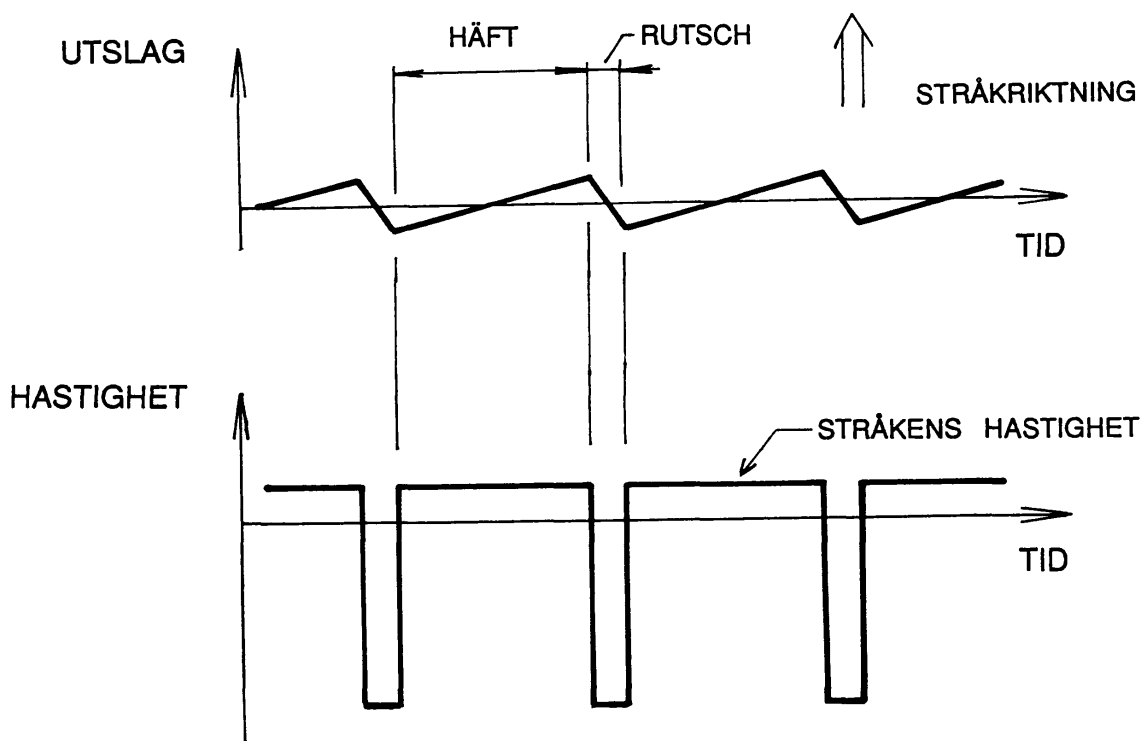 UTSLAG
HÄFT
RUTSCH
STRÅKRIKTNING
TID
HASTIGHET
STRÅKENS HASTIGHET
TID